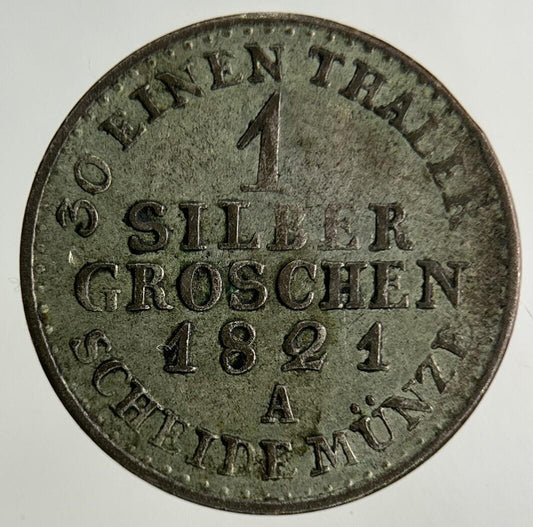 30 EINEN THALER
1
SILBER
GROSCHEN
1821
A
SCHEIDEMÜNZE